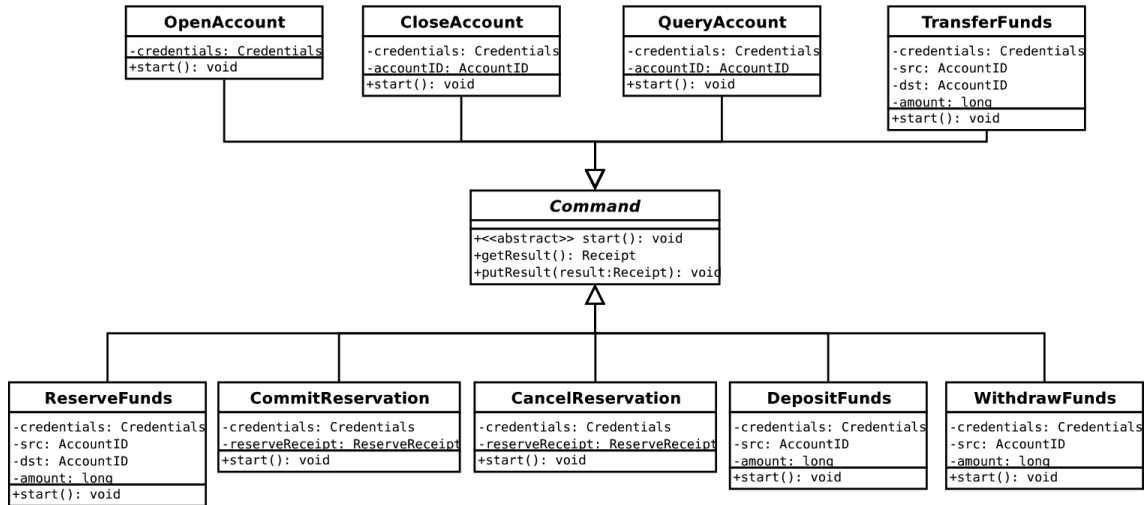 OpenAccount
-credentials: Credentials
+start(): void
CloseAccount
-credentials: Credentials
-accountID: AccountID
+start(): void
QueryAccount
-credentials: Credentials
-accountID: AccountID
+start(): void
TransferFunds
-credentials: Credentials
-src: AccountID
-dst: AccountID
-amount: long
+start(): void
Command
+<<abstract>> start(): void
+getResult(): Receipt
+putResult(result:Receipt): void
ReserveFunds
-credentials: Credentials
-src: AccountID
-dst: AccountID
-amount: long
+start(): void
CommitReservation
-credentials: Credentials
-reserveReceipt: ReserveReceipt
+start(): void
CancelReservation
-credentials: Credentials
-reserveReceipt: ReserveReceipt
+start(): void
DepositFunds
-credentials: Credentials
-src: AccountID
-amount: long
+start(): void
WithdrawFunds
-credentials: Credentials
-src: AccountID
-amount: long
+start(): void